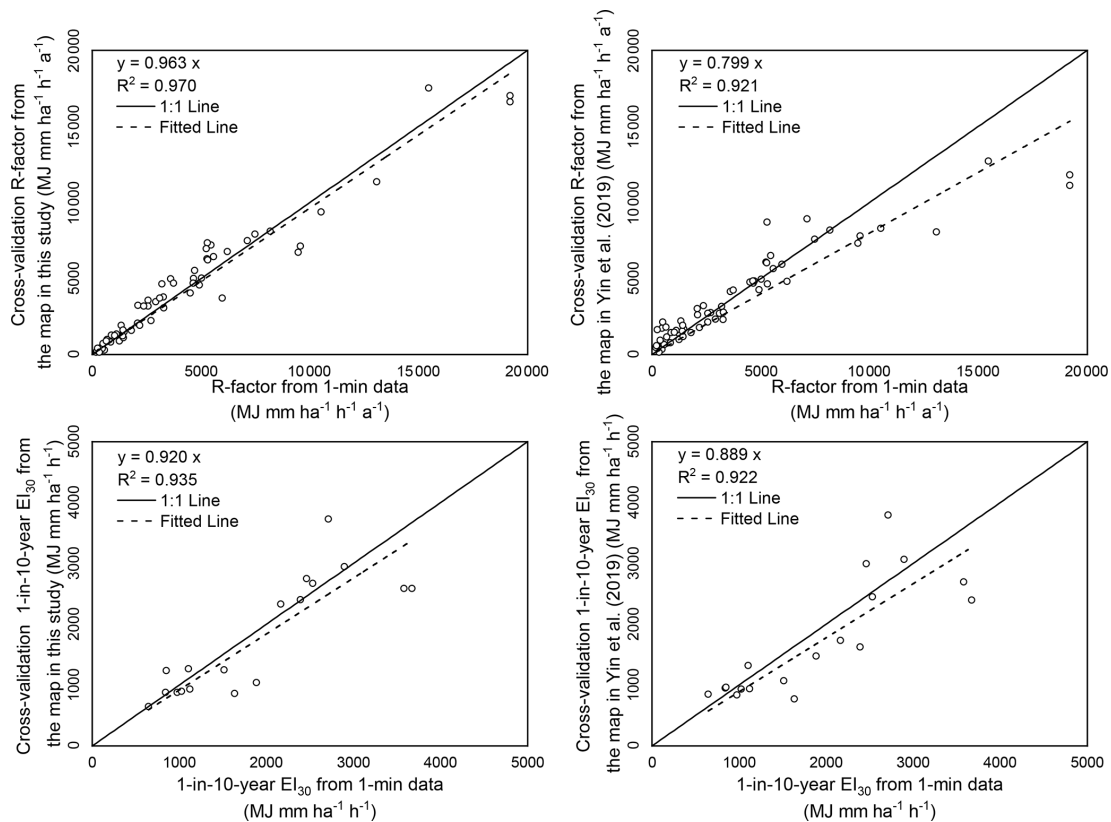 Cross-validation R-factor from
the map in this study (MJ mm ha⁻¹ h⁻¹ a⁻¹)
20000
15000
10000
5000
0
y = 0.963 x
R² = 0.970
1:1 Line
Fitted Line
0 5000 10000 15000 20000
R-factor from 1-min data
(MJ mm ha⁻¹ h⁻¹ a⁻¹)
Cross-validation R-factor from
the map in Yin et al. (2019) (MJ mm ha⁻¹ h⁻¹ a⁻¹)
20000
15000
10000
5000
0
y = 0.799 x
R² = 0.921
1:1 Line
Fitted Line
0 5000 10000 15000 20000
R-factor from 1-min data
(MJ mm ha⁻¹ h⁻¹ a⁻¹)
Cross-validation 1-in-10-year EI₃₀ from
the map in this study (MJ mm ha⁻¹ h⁻¹)
5000
4000
3000
2000
1000
0
y = 0.920 x
R² = 0.935
1:1 Line
Fitted Line
0 1000 2000 3000 4000 5000
1-in-10-year EI₃₀ from 1-min data
(MJ mm ha⁻¹ h⁻¹)
Cross-validation 1-in-10-year EI₃₀ from
the map in Yin et al. (2019) (MJ mm ha⁻¹ h⁻¹)
5000
4000
3000
2000
1000
0
y = 0.889 x
R² = 0.922
1:1 Line
Fitted Line
0 1000 2000 3000 4000 5000
1-in-10-year EI₃₀ from 1-min data
(MJ mm ha⁻¹ h⁻¹)